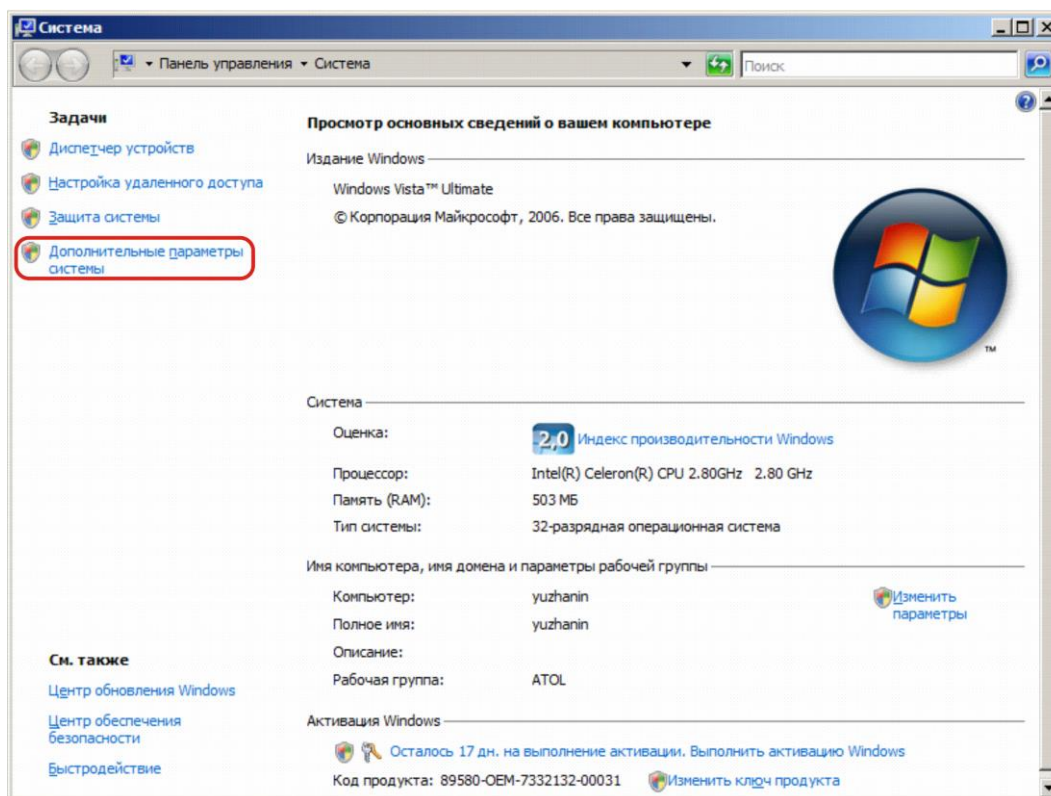 Система
Панель управления Система
Поиск
Задачи
Диспетчер устройств
Настройка удаленного доступа
Защита системы
Дополнительные параметры
системы
Просмотр основных сведений о вашем компьютере
Издание Windows
Windows Vista™ Ultimate
© Корпорация Майкрософт, 2006. Все права защищены.
TM
Система
Оценка: 2,0 Индекс производительности Windows
Процессор: Intel(R) Celeron(R) CPU 2.80GHz 2.80 GHz
Память (RAM): 503 МБ
Тип системы: 32-разрядная операционная система
Имя компьютера, имя домена и параметры рабочей группы
Компьютер: yuzhanin
Изменить
параметры
Полное имя: yuzhanin
Описание:
Рабочая группа: ATOL
См. также
Центр обновления Windows
Центр обеспечения
безопасности
Быстродействие
Активация Windows
Осталось 17 дн. на выполнение активации. Выполнить активацию Windows
Код продукта: 89580-OEM-7332132-00031 Изменить ключ продукта